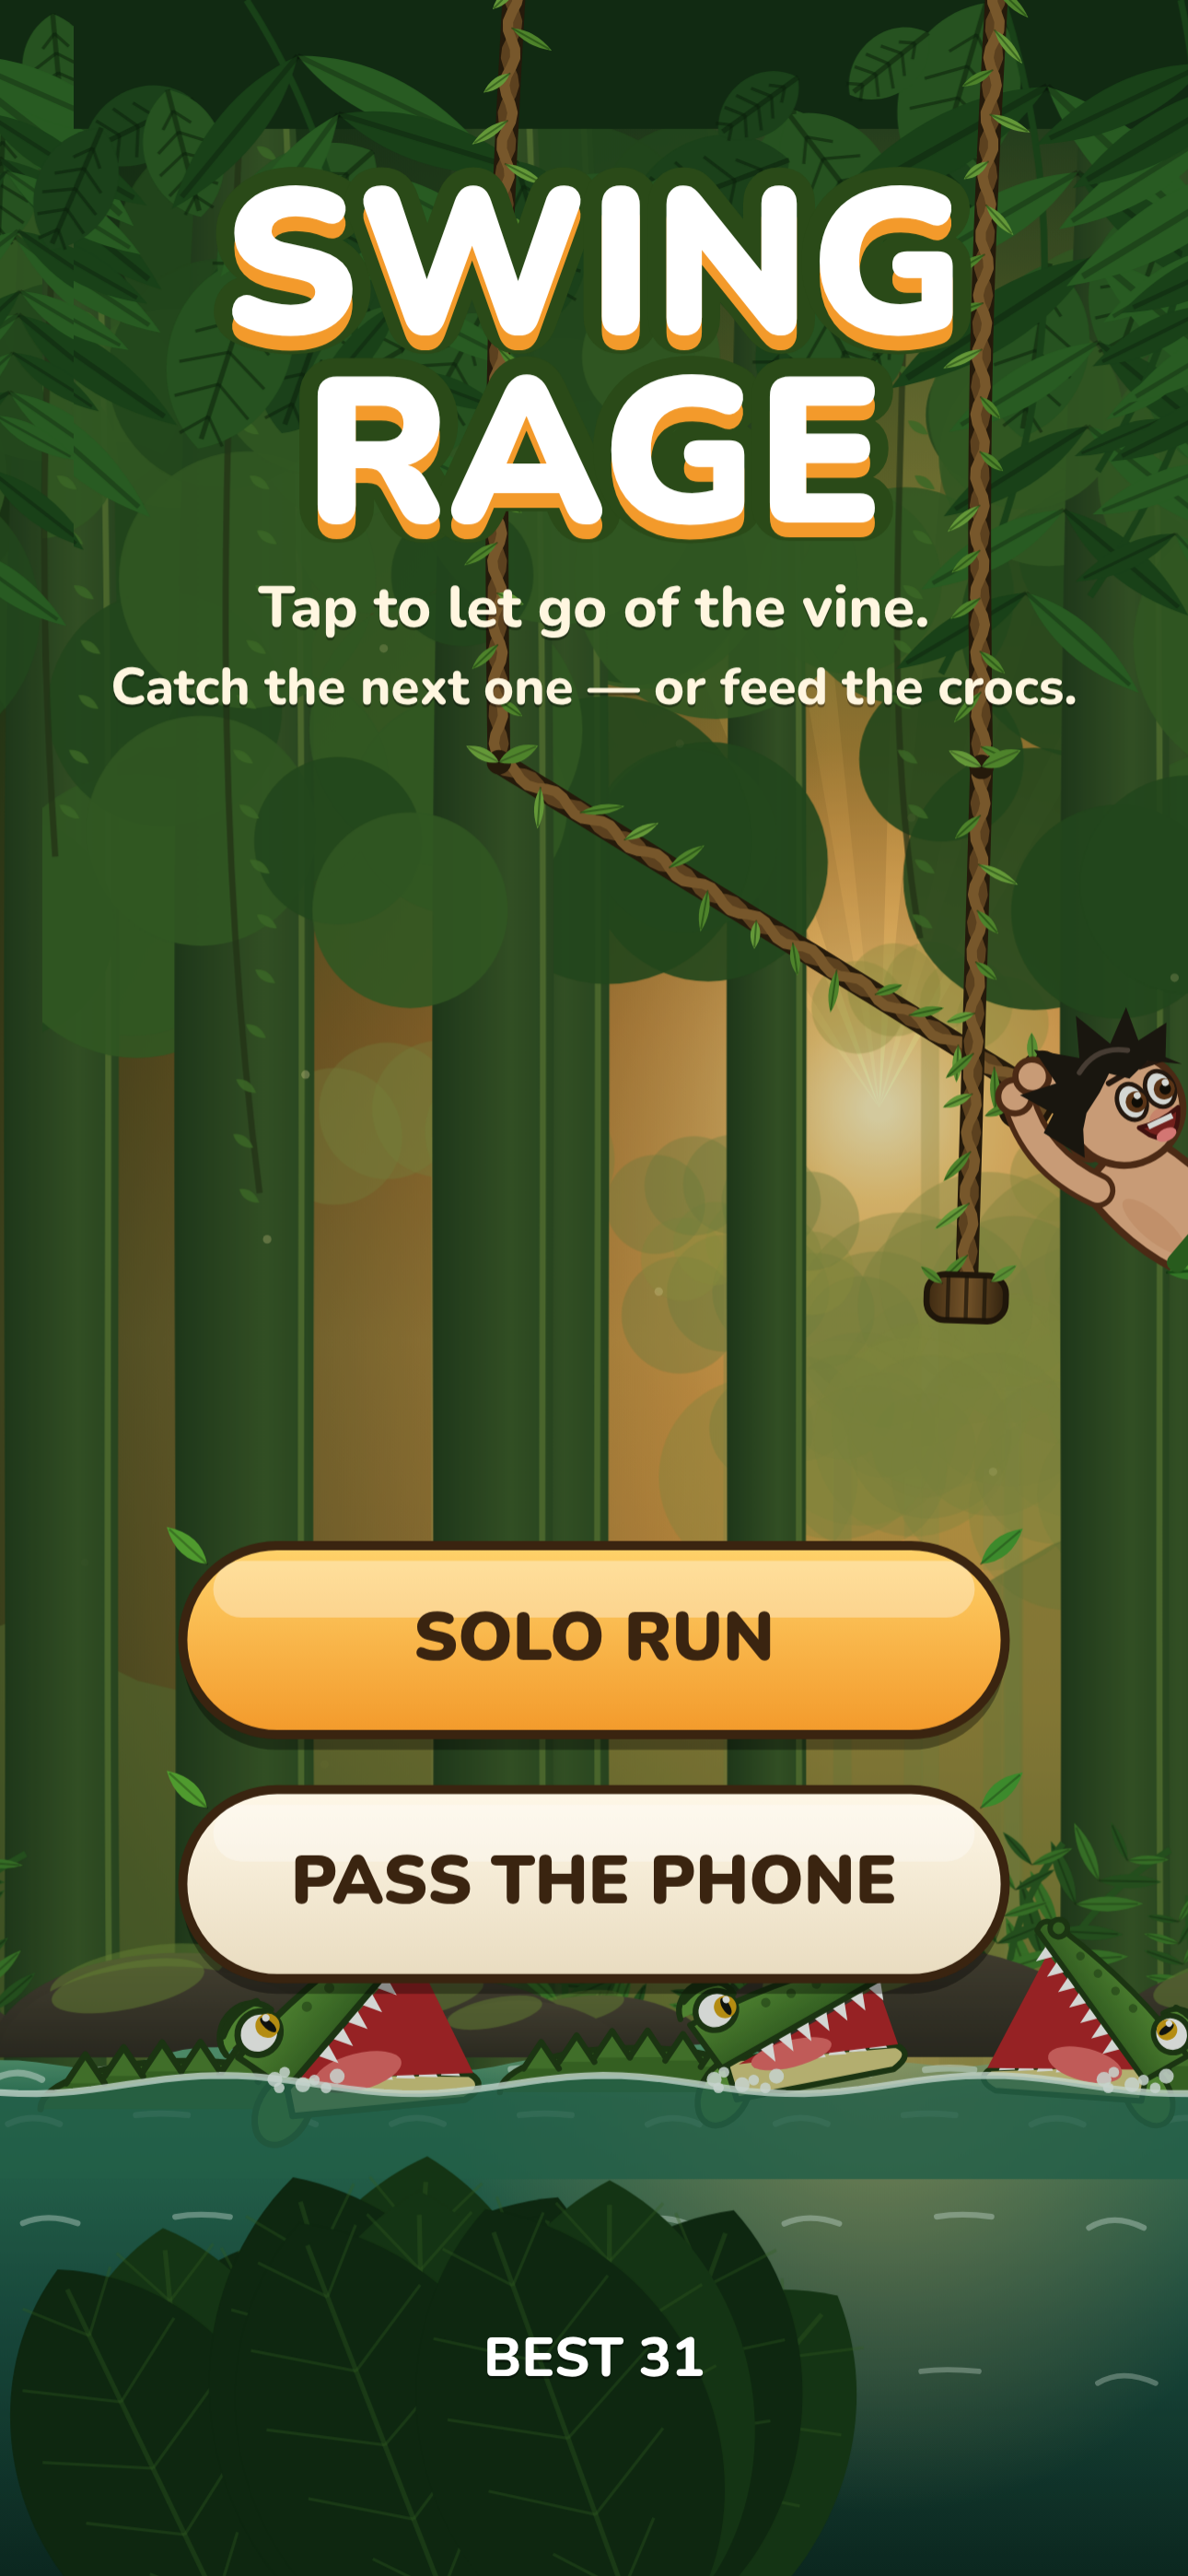 SWING
RAGE
Tap to let go of the vine.
Catch the next one — or feed the crocs.
SOLO RUN
PASS THE PHONE
BEST 31